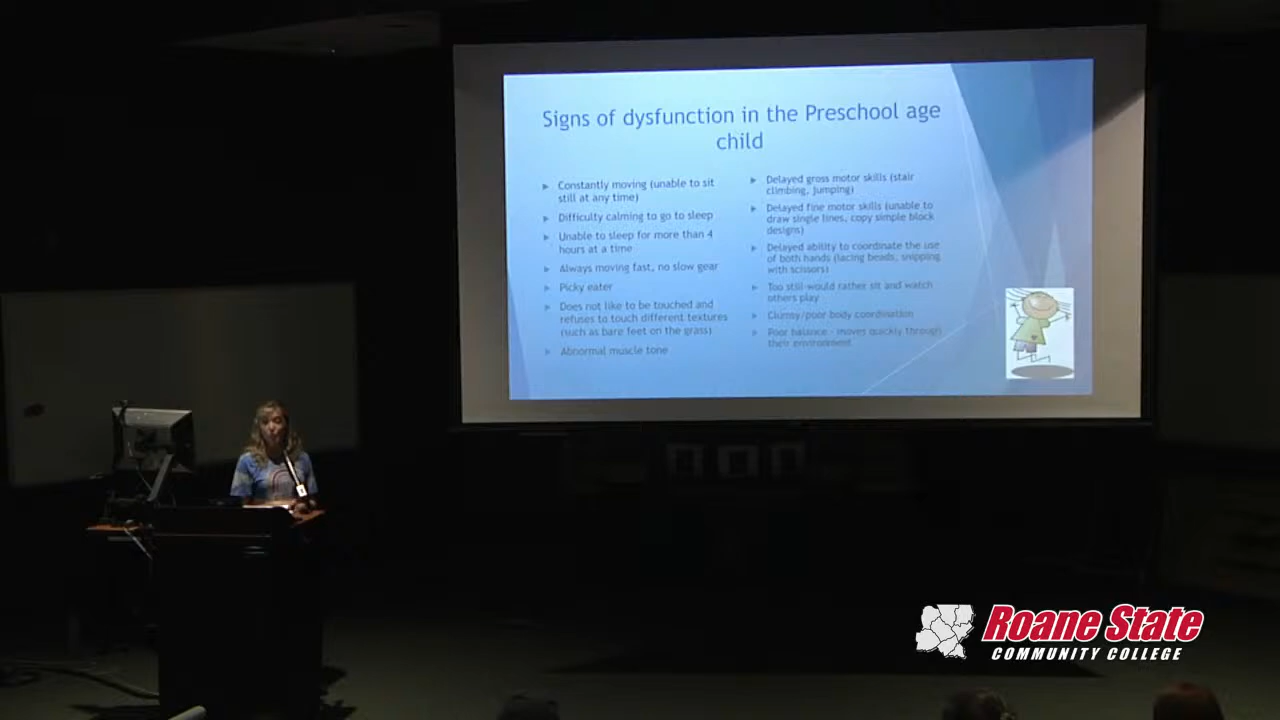 Signs of dysfunction in the Preschool age
child
Constantly moving (unable to sit
still at any time)
Difficulty calming to go to sleep
Unable to sleep for more than 4
hours at a time
Always moving fast, no slow gear
Picky eater
Does not like to be touched and
refuses to touch different textures
(such as bare feet on the grass)
Abnormal muscle tone
Delayed gross motor skills (stair
climbing, jumping)
Delayed fine motor skills (unable to
draw single lines, copy simple block
designs)
Delayed ability to coordinate the use
of both hands (lacing beads, snipping
with scissors)
Too still-would rather sit and watch
others play
Clumsy/poor body coordination
Poor balance - moves quickly through
their environment
Roane State
COMMUNITY COLLEGE